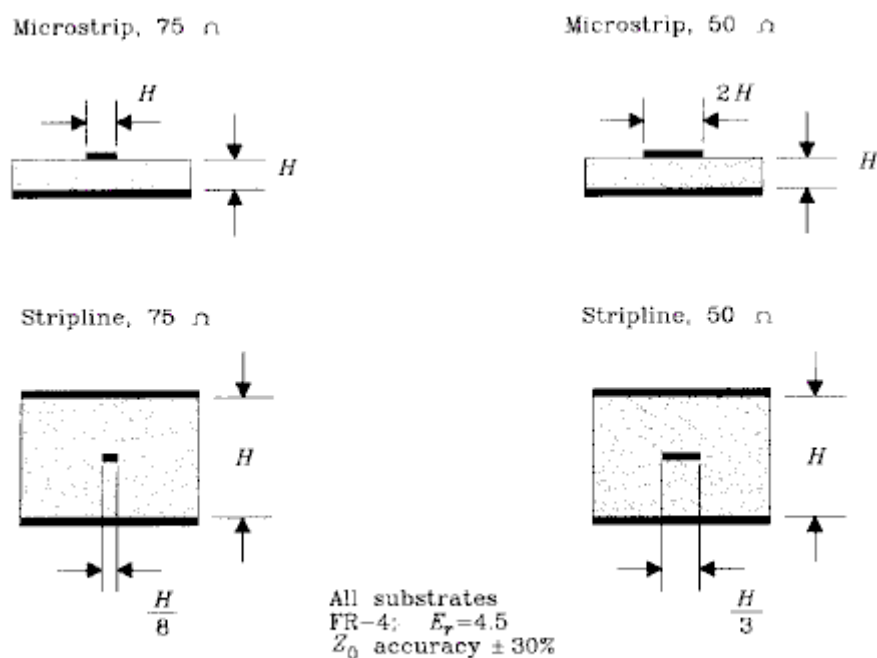 Microstrip, 75 Ω
Microstrip, 50 Ω
H
2H
H
H
Stripline, 75 Ω
Stripline, 50 Ω
H
H
H/8
H/3
All substrates
FR-4; Er=4.5
Z0 accuracy ± 30%